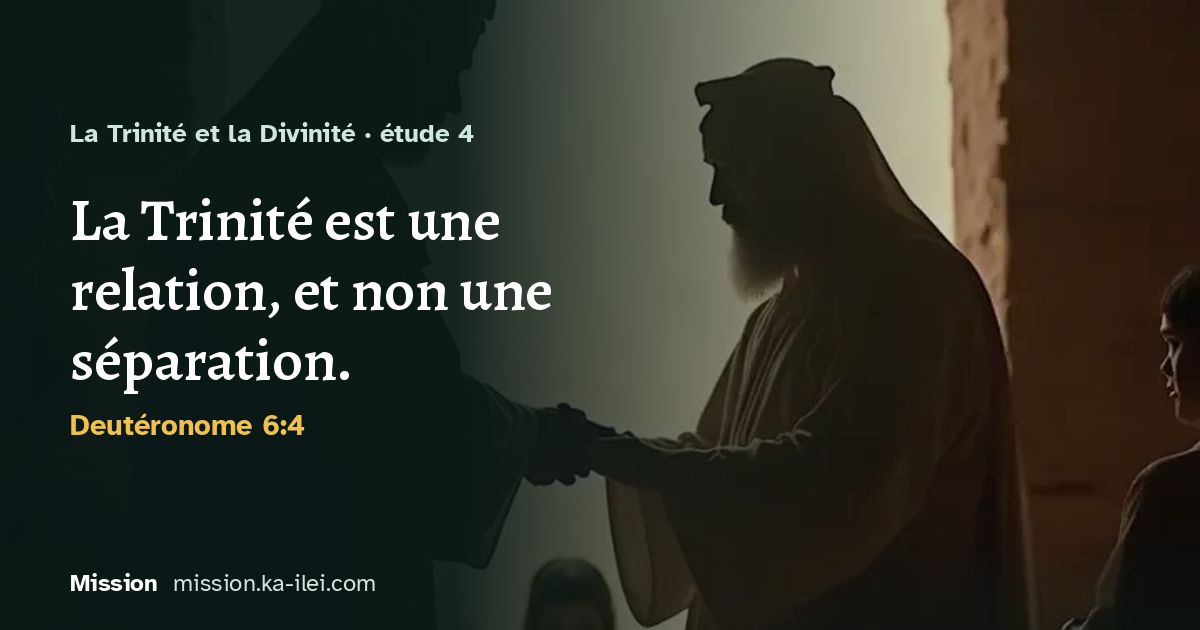 La Trinité et la Divinité · étude 4
La Trinité est une
relation, et non une
séparation.
Deutéronome 6:4
Mission mission.ka-ilei.com